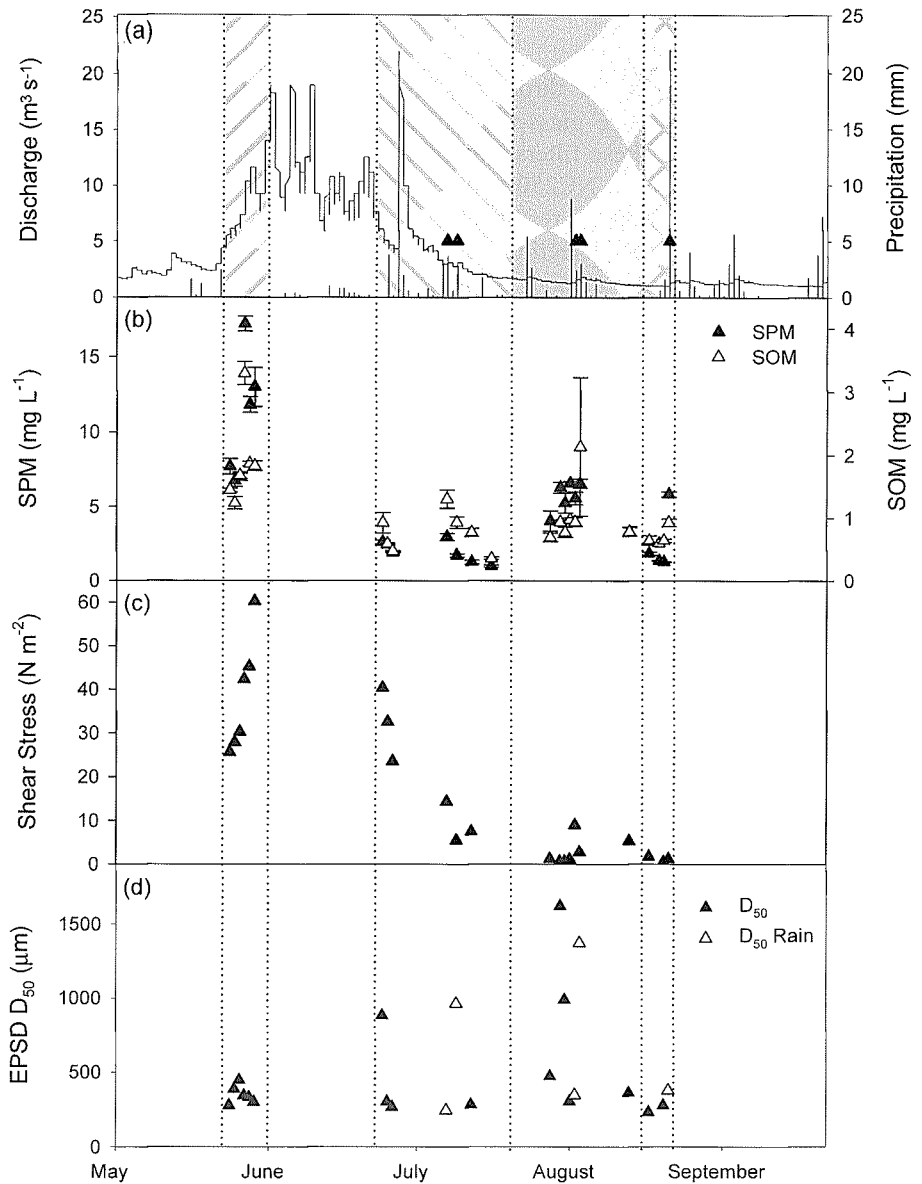 (a)
25
20
15
10
5
0
Discharge (m³ s⁻¹)
25
20
15
10
5
0
Precipitation (mm)
(b)
15
10
5
0
SPM (mg L⁻¹)
SPM
SOM
4
3
2
1
0
SOM (mg L⁻¹)
(c)
60
50
40
30
20
10
0
Shear Stress (N m⁻²)
(d)
1500
1000
500
0
EPSD D₅₀ (μm)
D₅₀
D₅₀ Rain
May June July August September